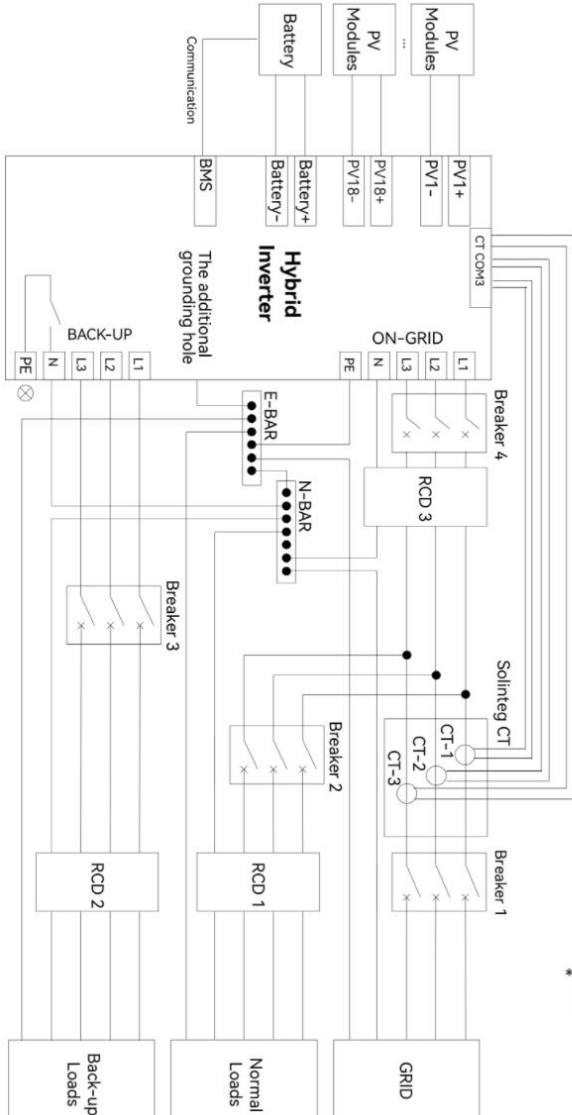 Battery
PV
Modules
...
PV
Modules
Communication
BMS
Battery-
Battery+
PV18-
PV18+
PV1-
PV1+
CT COM3
Hybrid
Inverter
The additional
grounding hole
BACK-UP
ON-GRID
PE
N
L3
L2
L1
PE
N
L3
L2
L1
E-BAR
N-BAR
Breaker 4
RCD 3
Breaker 3
Solinteg CT
CT-1
CT-2
CT-3
Breaker 2
Breaker 1
RCD 2
RCD 1
Back-up
Loads
Normal
Loads
GRID
*